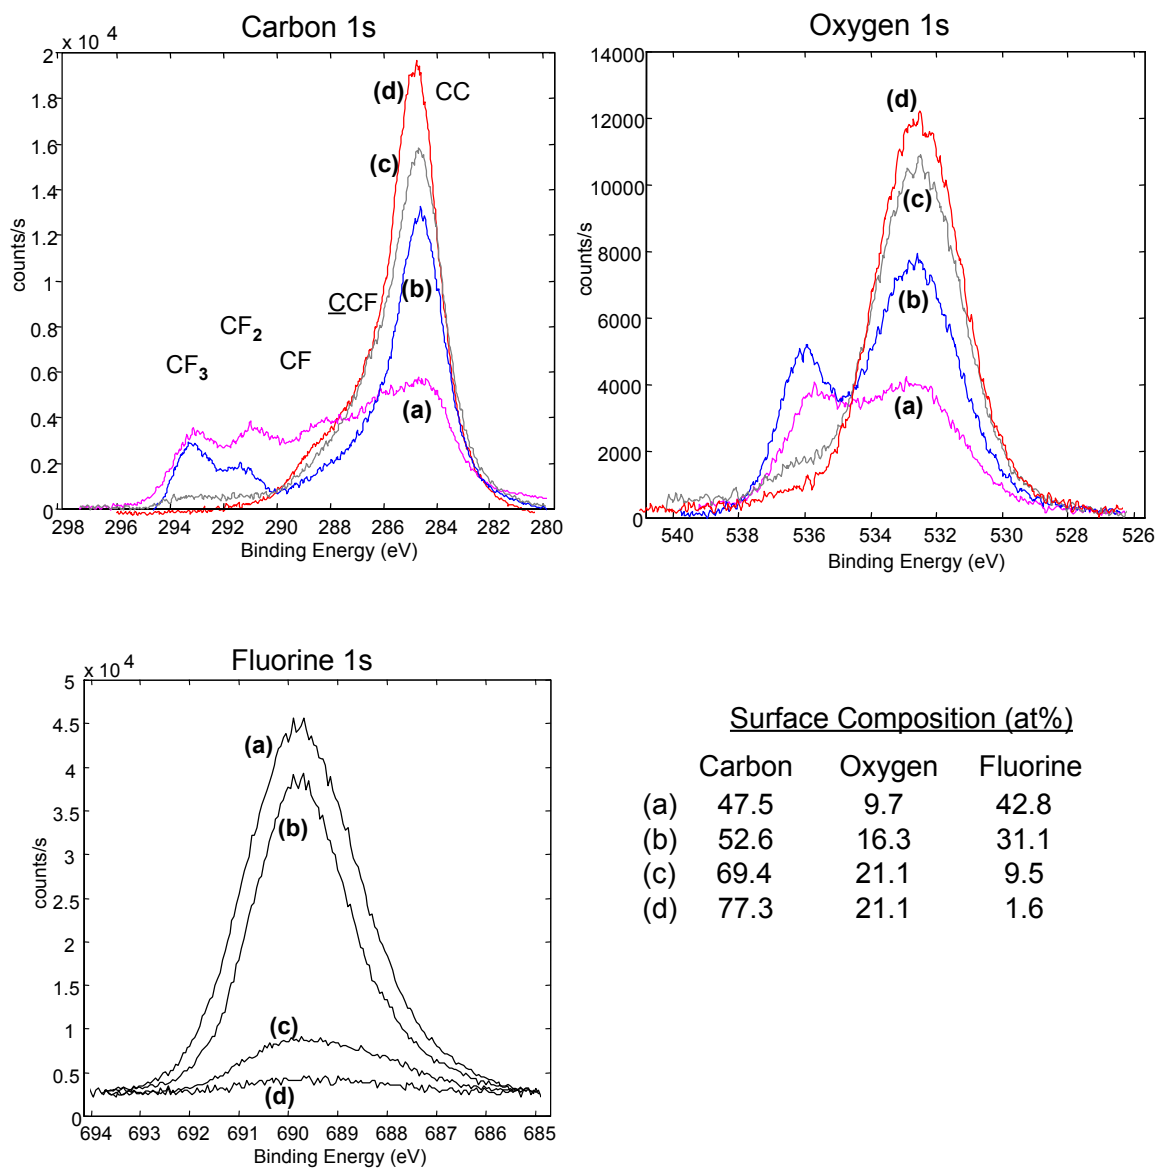 Carbon 1s
x 10 4
2
1.8
1.6
1.4
1.2
1
0.8
0.6
0.4
0.2
0
counts/s
(d)
CC
(c)
(b)
CCF
CF2
CF
CF3
(a)
298 296 294 292 290 288 286 284 282 280
Binding Energy (eV)
Oxygen 1s
14000
12000
10000
8000
6000
4000
2000
0
counts/s
(d)
(c)
(b)
(a)
540 538 536 534 532 530 528 526
Binding Energy (eV)
Fluorine 1s
x 10 4
5
4.5
4
3.5
3
2.5
2
1.5
1
0.5
0
counts/s
(a)
(b)
(c)
(d)
694 693 692 691 690 689 688 687 686 685
Binding Energy (eV)
Surface Composition (at%)
Carbon Oxygen Fluorine
(a) 47.5 9.7 42.8
(b) 52.6 16.3 31.1
(c) 69.4 21.1 9.5
(d) 77.3 21.1 1.6